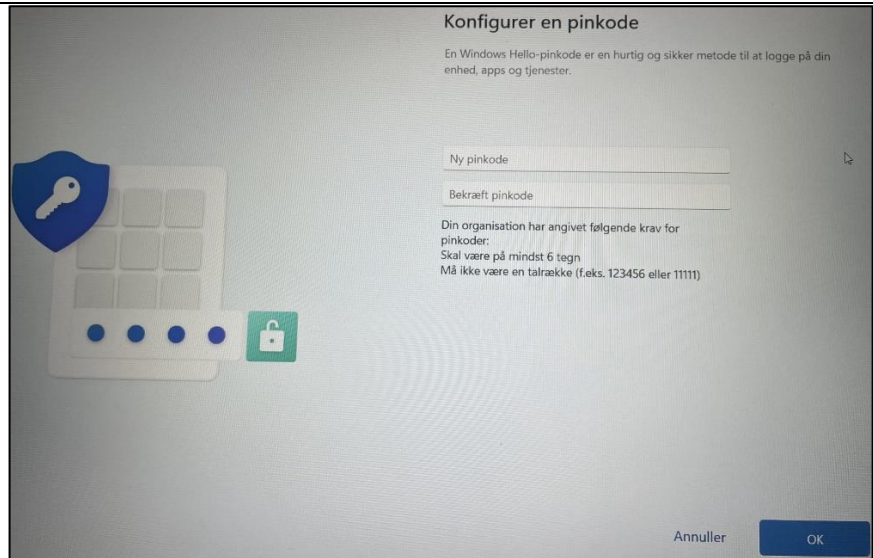 Konfigurer en pinkode
En Windows Hello-pinkode er en hurtig og sikker metode til at logge på din
enhed, apps og tjenester.
Ny pinkode
Bekræft pinkode
Din organisation har angivet følgende krav for
pinkoder:
Skal være på mindst 6 tegn
Må ikke være en talrække (f.eks. 123456 eller 11111)
Annuller
OK